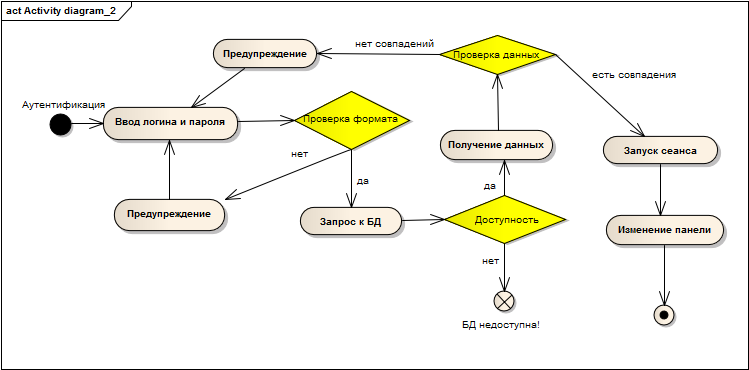 act Activity diagram_2
Предупреждение
нет совпадений
Проверка данных
есть совпадения
Аутентификация
Ввод логина и пароля
Проверка формата
Получение данных
Запуск сеанса
нет
да
да
Предупреждение
Запрос к БД
Доступность
Изменение панели
нет
БД недоступна!